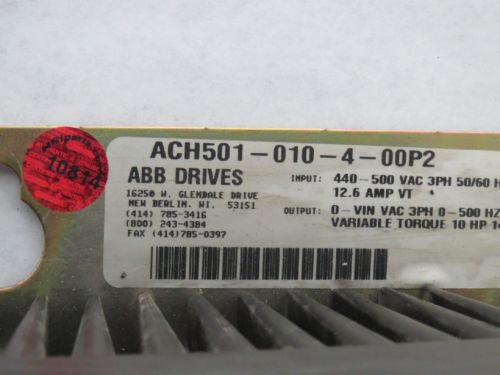 10814
ACH501-010-4-00P2
ABB DRIVES
16250 W. GLENDALE DRIVE
NEW BERLIN, WI. 53151
(414) 785-3416
(800) 243-4384
FAX (414)785-0397
INPUT: 440-500 VAC 3PH 50/60 H
12.6 AMP VT *
OUTPUT: 0-VIN VAC 3PH 0-500 HZ
VARIABLE TORQUE 10 HP 14